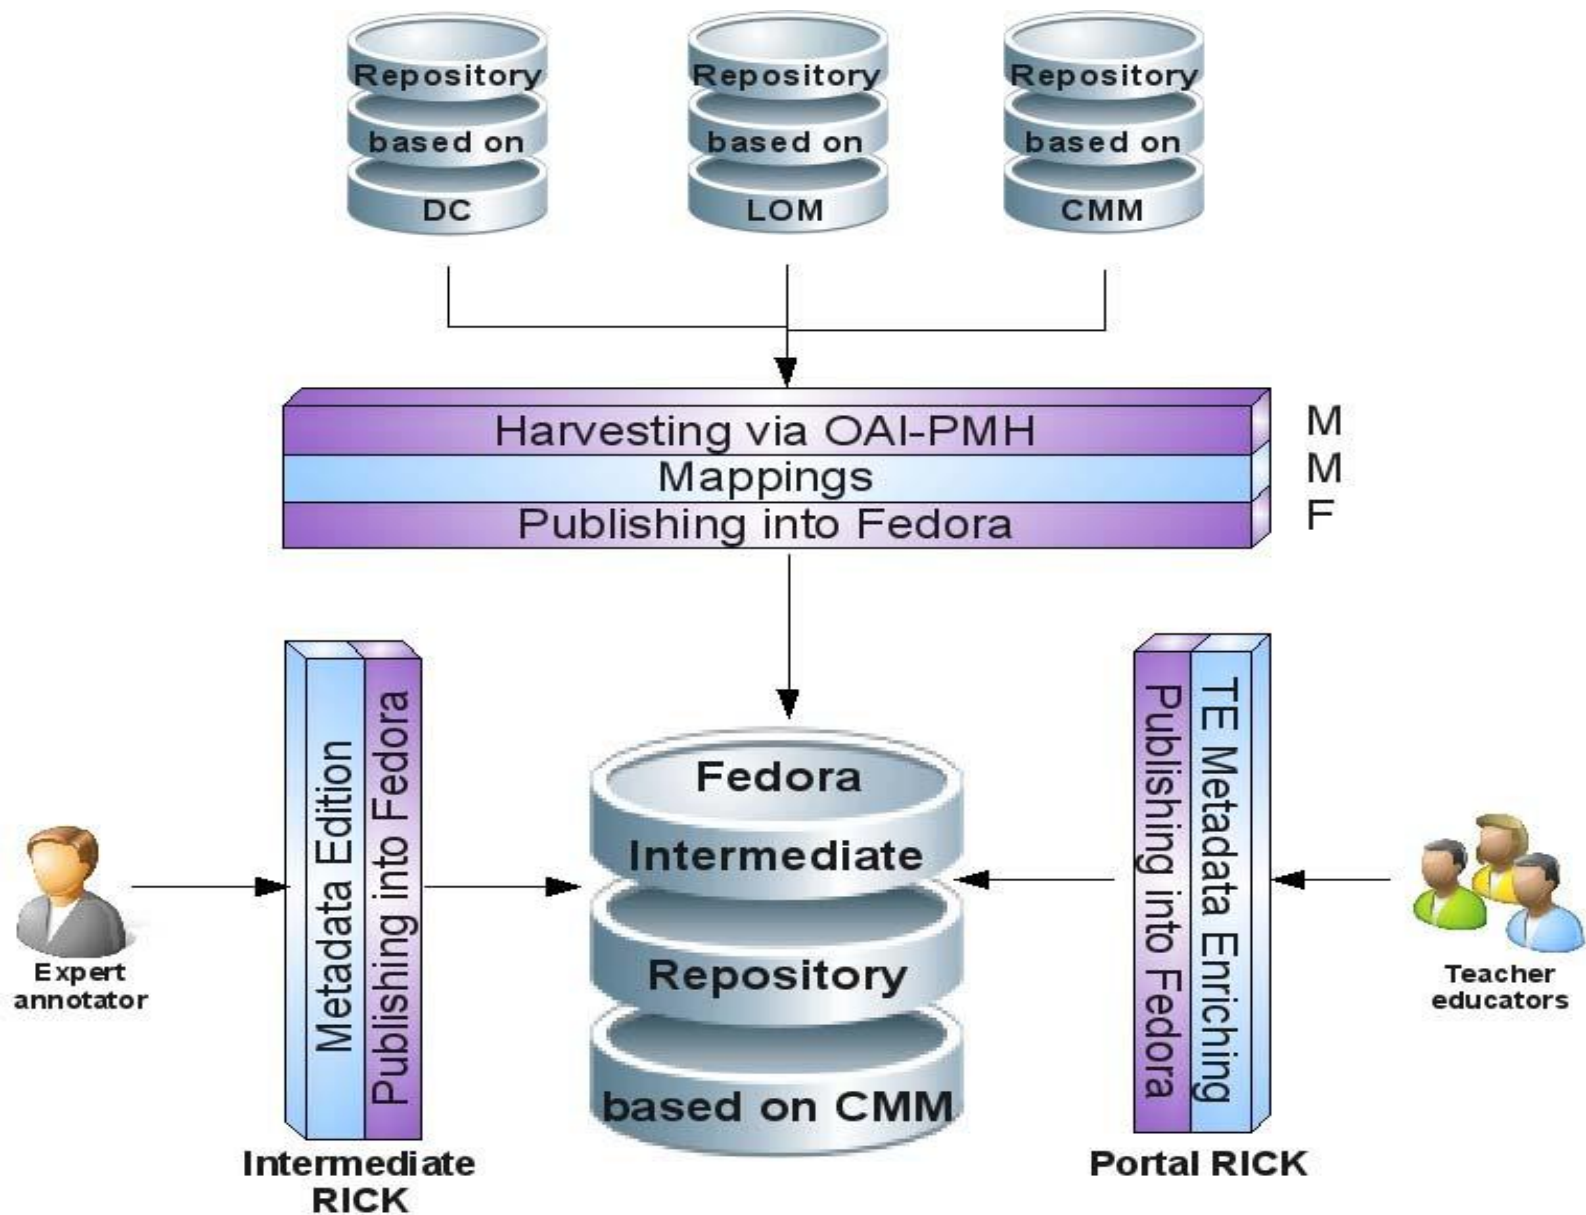 Repository
based on
DC
Repository
based on
LOM
Repository
based on
CMM
Harvesting via OAI-PMH
Mappings
Publishing into Fedora
M
M
F
Metadata Edition
Publishing into Fedora
Intermediate
RICK
Expert
annotator
Fedora
Intermediate
Repository
based on CMM
Publishing into Fedora
TE Metadata Enriching
Portal RICK
Teacher
educators